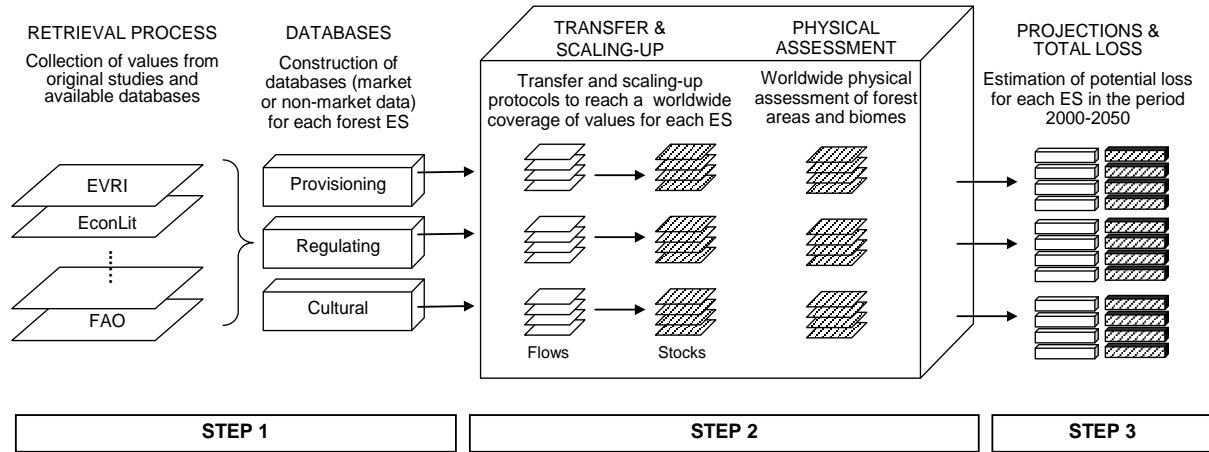 RETRIEVAL PROCESS
Collection of values from
original studies and
available databases
EVRI
EconLit
FAO
DATABASES
Construction of
databases (market
or non-market data)
for each forest ES
Provisioning
Regulating
Cultural
TRANSFER &
SCALING-UP
Transfer and scaling-up
protocols to reach a worldwide
coverage of values for each ES
Flows
Stocks
PHYSICAL
ASSESSMENT
Worldwide physical
assessment of forest
areas and biomes
PROJECTIONS &
TOTAL LOSS
Estimation of potential loss
for each ES in the period
2000-2050
STEP 1
STEP 2
STEP 3